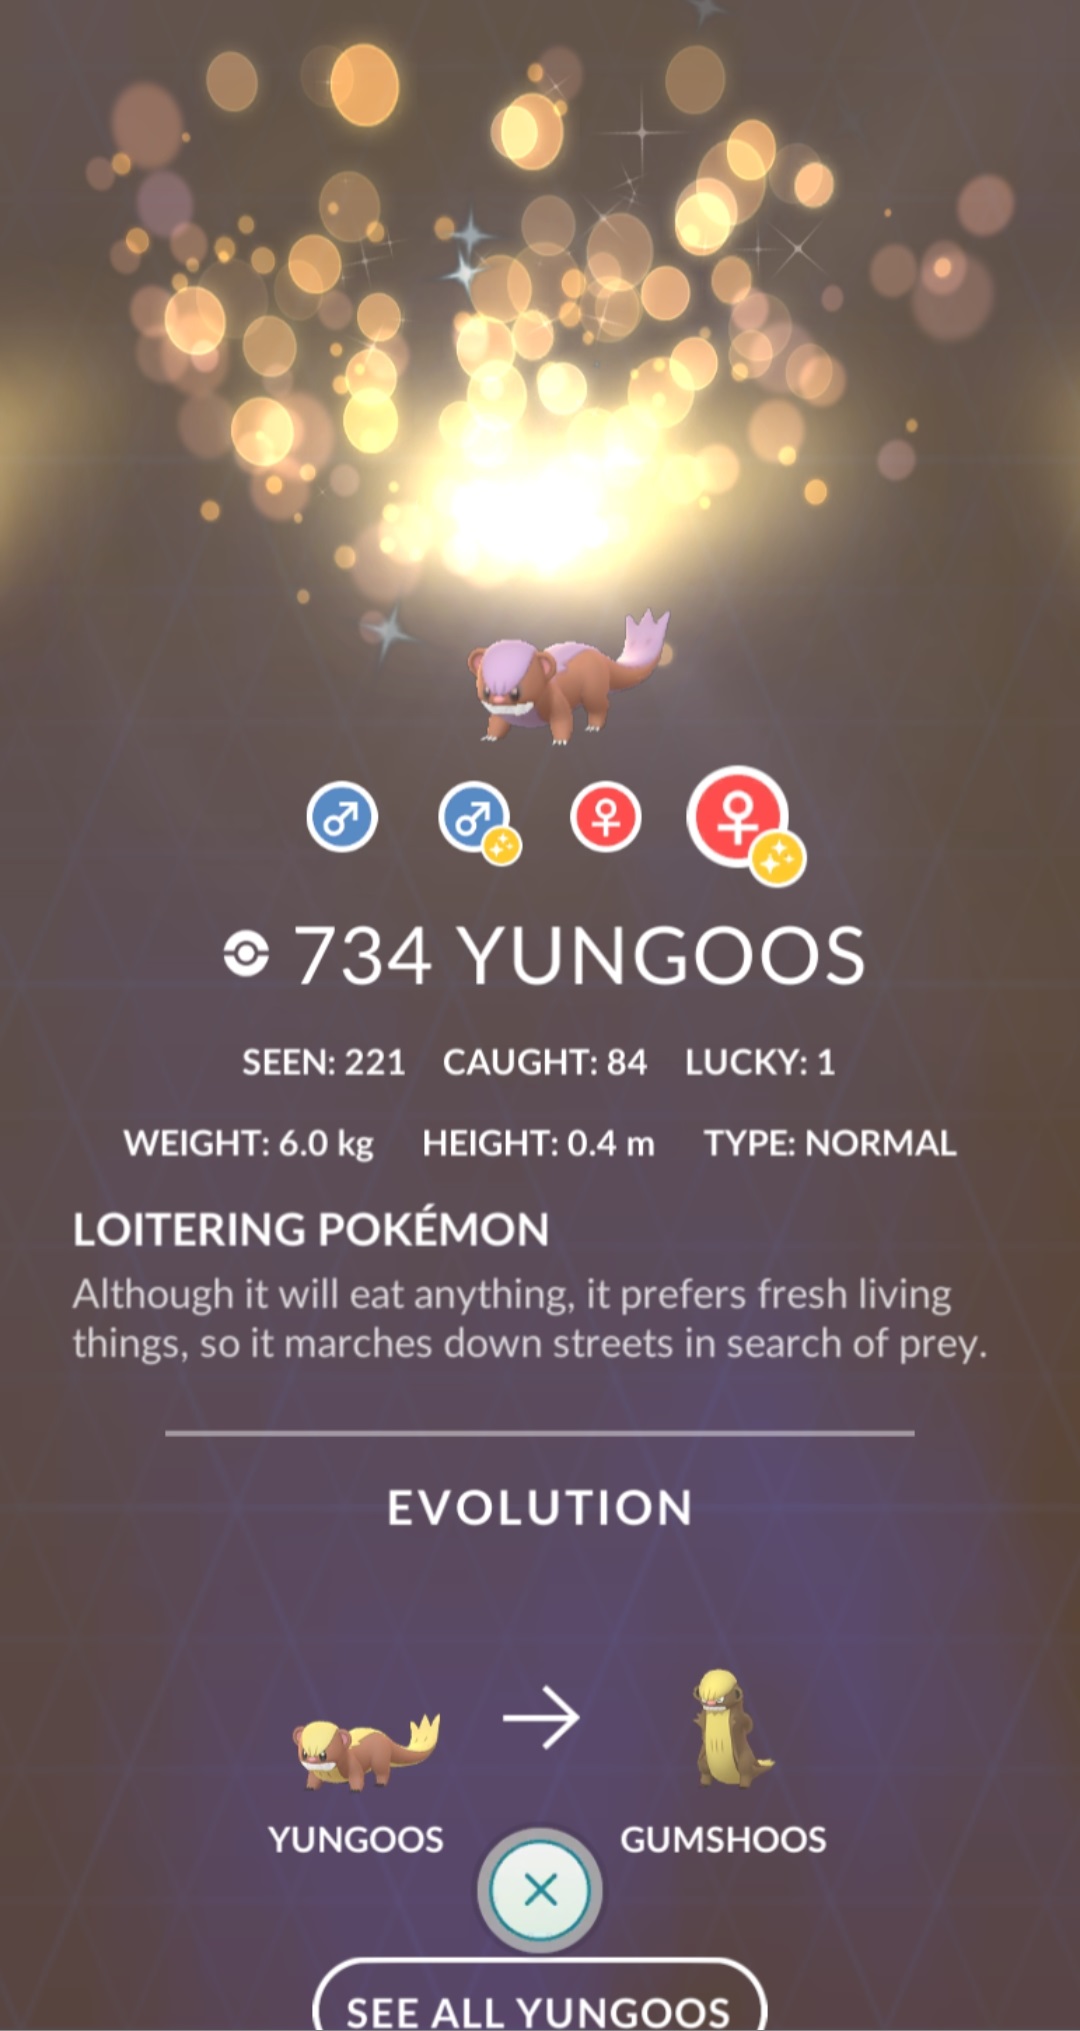 734 YUNGOOS
SEEN: 221 CAUGHT: 84 LUCKY: 1
WEIGHT: 6.0 kg HEIGHT: 0.4 m TYPE: NORMAL
LOITERING POKÉMON
Although it will eat anything, it prefers fresh living
things, so it marches down streets in search of prey.
EVOLUTION
YUNGOOS GUMSHOOS
SEE ALL YUNGOOS